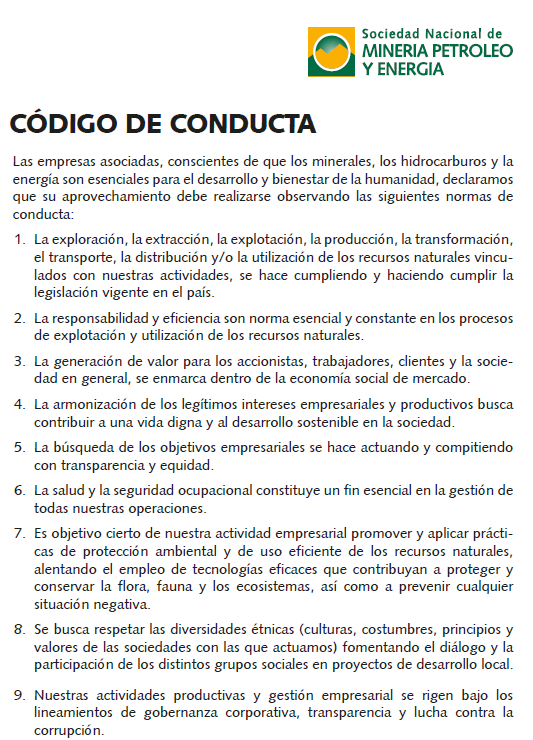 Sociedad Nacional de
MINERIA PETROLEO
Y ENERGIA
CÓDIGO DE CONDUCTA
Las empresas asociadas, conscientes de que los minerales, los hidrocarburos y la
energía son esenciales para el desarrollo y bienestar de la humanidad, declaramos
que su aprovechamiento debe realizarse observando las siguientes normas de
conducta:
1. La exploración, la extracción, la explotación, la producción, la transformación,
el transporte, la distribución y/o la utilización de los recursos naturales vincu-
lados con nuestras actividades, se hace cumpliendo y haciendo cumplir la
legislación vigente en el país.
2. La responsabilidad y eficiencia son norma esencial y constante en los procesos
de explotación y utilización de los recursos naturales.
3. La generación de valor para los accionistas, trabajadores, clientes y la socie-
dad en general, se enmarca dentro de la economía social de mercado.
4. La armonización de los legítimos intereses empresariales y productivos busca
contribuir a una vida digna y al desarrollo sostenible en la sociedad.
5. La búsqueda de los objetivos empresariales se hace actuando y compitiendo
con transparencia y equidad.
6. La salud y la seguridad ocupacional constituye un fin esencial en la gestión de
todas nuestras operaciones.
7. Es objetivo cierto de nuestra actividad empresarial promover y aplicar prácti-
cas de protección ambiental y de uso eficiente de los recursos naturales,
alentando el empleo de tecnologías eficaces que contribuyan a proteger y
conservar la flora, fauna y los ecosistemas, así como a prevenir cualquier
situación negativa.
8. Se busca respetar las diversidades étnicas (culturas, costumbres, principios y
valores de las sociedades con las que actuamos) fomentando el diálogo y la
participación de los distintos grupos sociales en proyectos de desarrollo local.
9. Nuestras actividades productivas y gestión empresarial se rigen bajo los
lineamientos de gobernanza corporativa, transparencia y lucha contra la
corrupción.